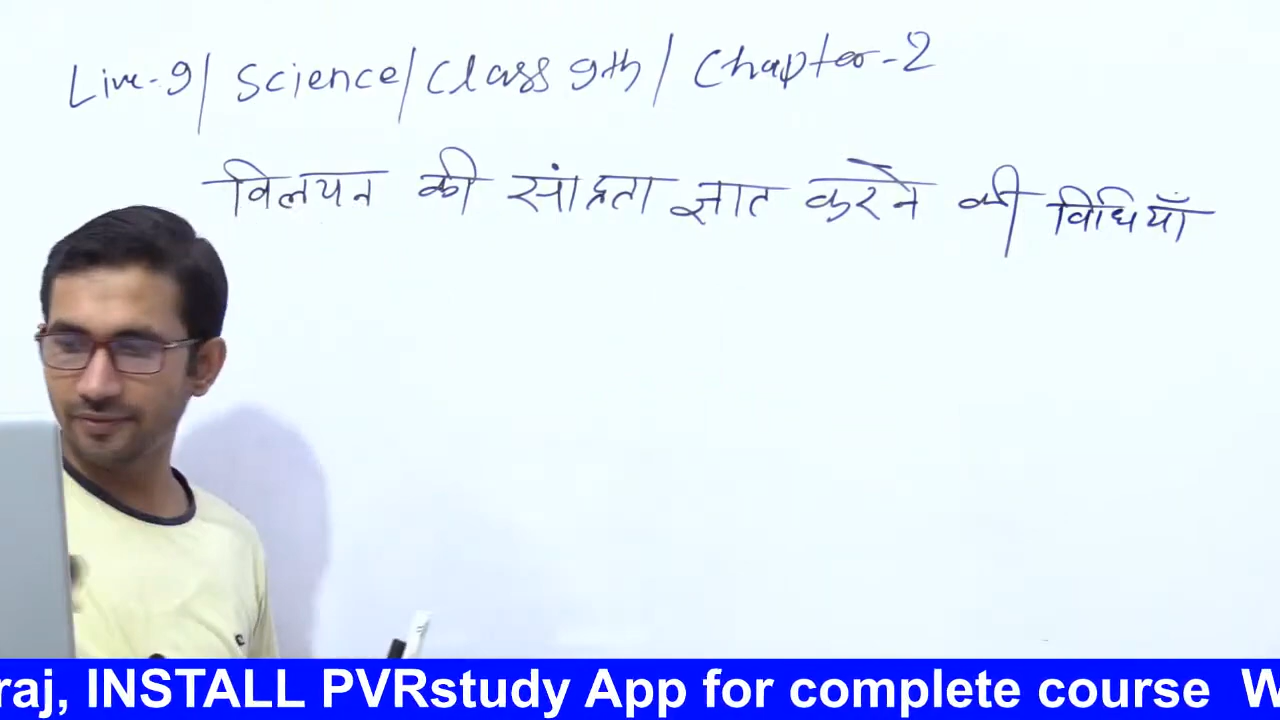 Live-9/ Science/ Class 9th/ Chapter-2
विलयन की सांद्रता ज्ञात करने की विधियाँ
raj, INSTALL PVRstudy App for complete course W